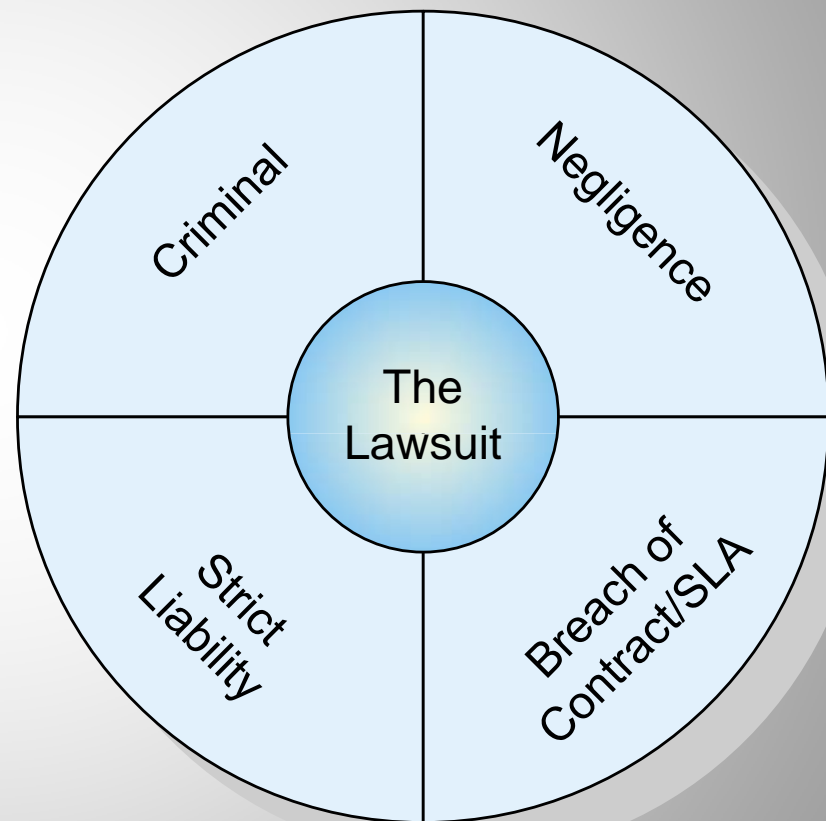 Criminal
Negligence
The
Lawsuit
Strict
Liability
Breach of
Contract/SLA